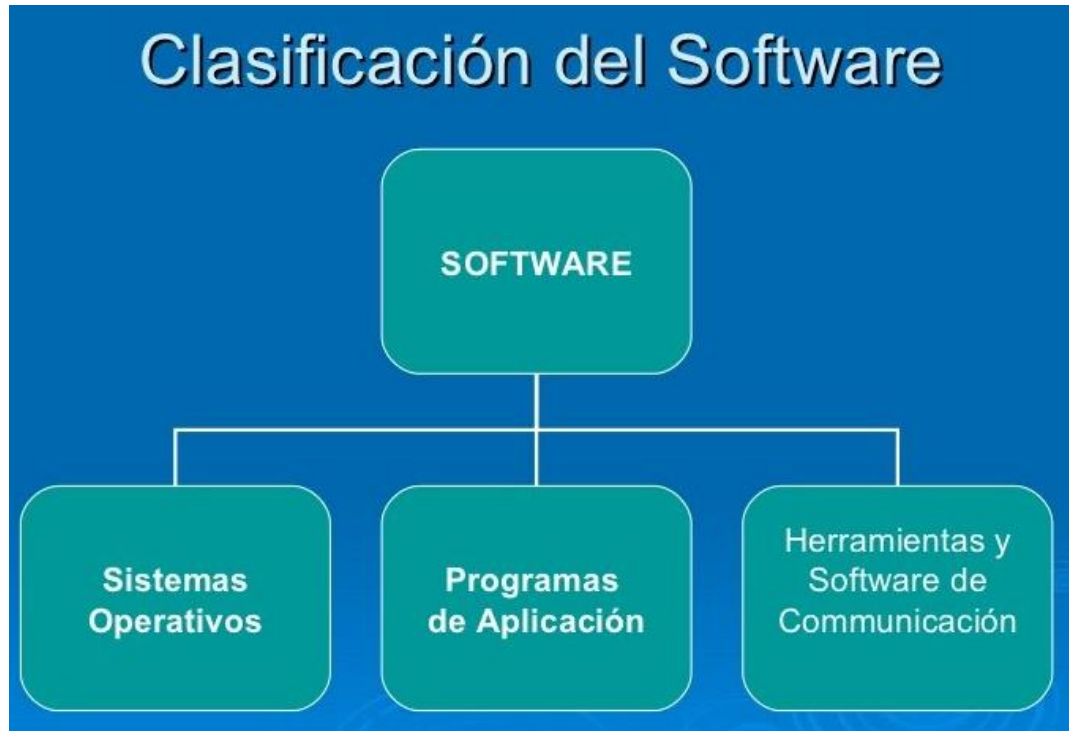 Clasificación del Software
SOFTWARE
Sistemas
Operativos
Programas
de Aplicación
Herramientas y
Software de
Communicación